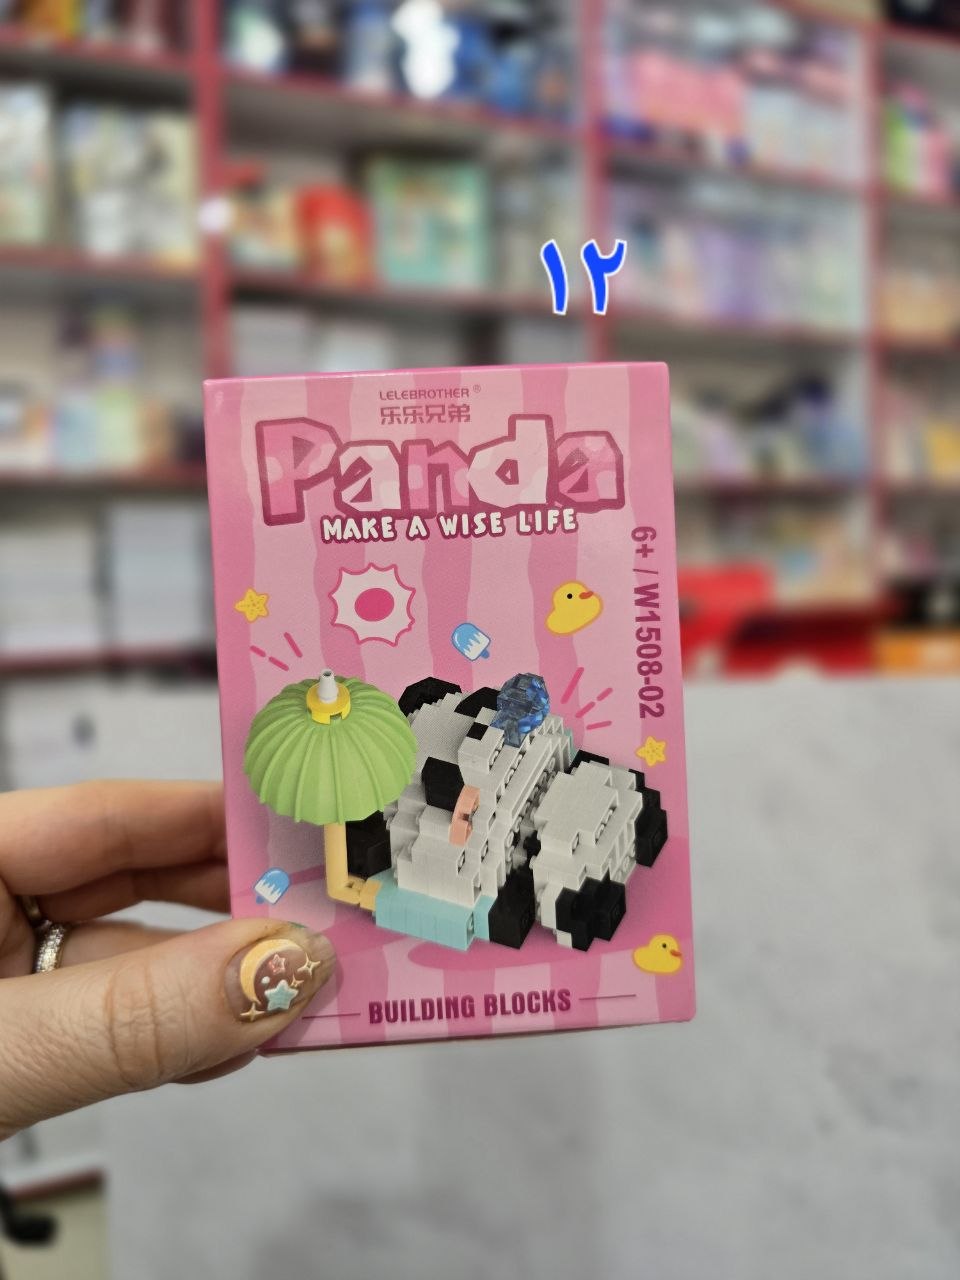 ۱۲
LELEBROTHER®
乐乐兄弟
Panda
MAKE A WISE LIFE
6+ / W1508-02
BUILDING BLOCKS